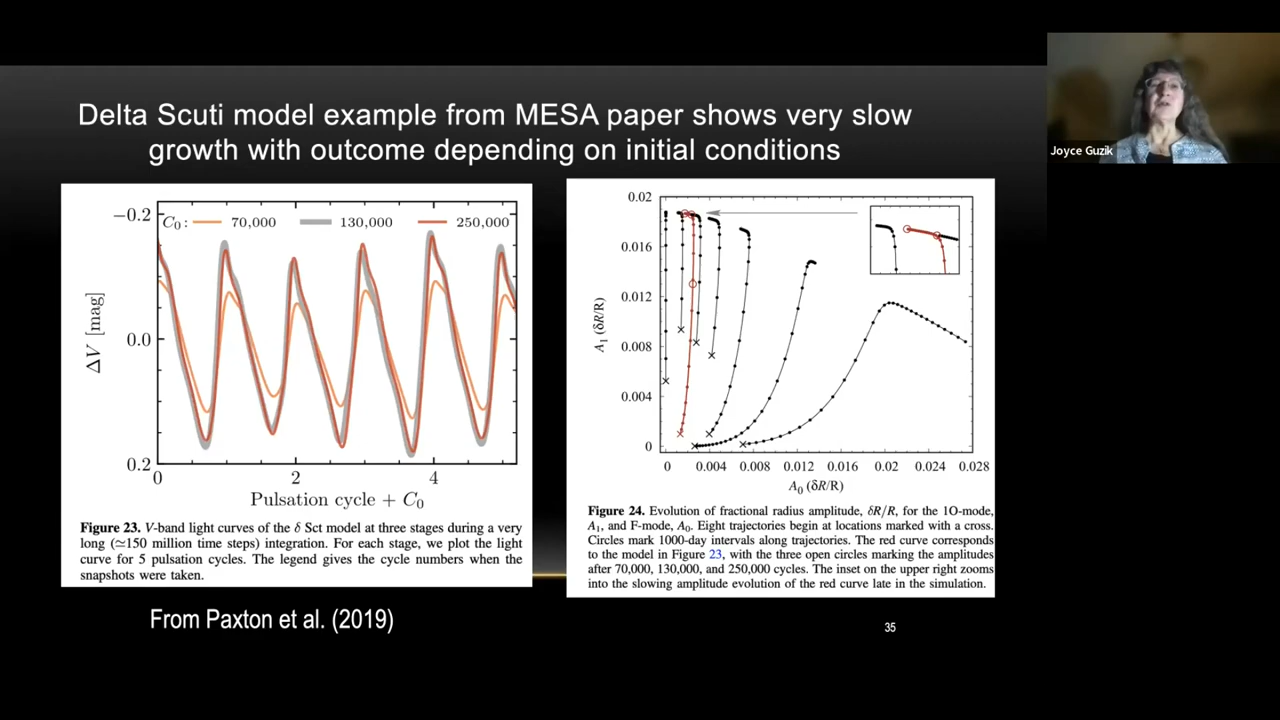 Delta Scuti model example from MESA paper shows very slow
growth with outcome depending on initial conditions
Joyce Guzik
C₀: 70,000 130,000 250,000
−0.2
0.0
0.2
ΔV [mag]
0 2 4
Pulsation cycle + C₀
Figure 23. V-band light curves of the δ Sct model at three stages during a very
long (≃150 million time steps) integration. For each stage, we plot the light
curve for 5 pulsation cycles. The legend gives the cycle numbers when the
snapshots were taken.
0.02
0.016
0.012
0.008
0.004
0
A₁ (δR/R)
0 0.004 0.008 0.012 0.016 0.02 0.024 0.028
A₀ (δR/R)
Figure 24. Evolution of fractional radius amplitude, δR/R, for the 1O-mode,
A₁, and F-mode, A₀. Eight trajectories begin at locations marked with a cross.
Circles mark 1000-day intervals along trajectories. The red curve corresponds
to the model in Figure 23, with the three open circles marking the amplitudes
after 70,000, 130,000, and 250,000 cycles. The inset on the upper right zooms
into the slowing amplitude evolution of the red curve late in the simulation.
From Paxton et al. (2019)
35